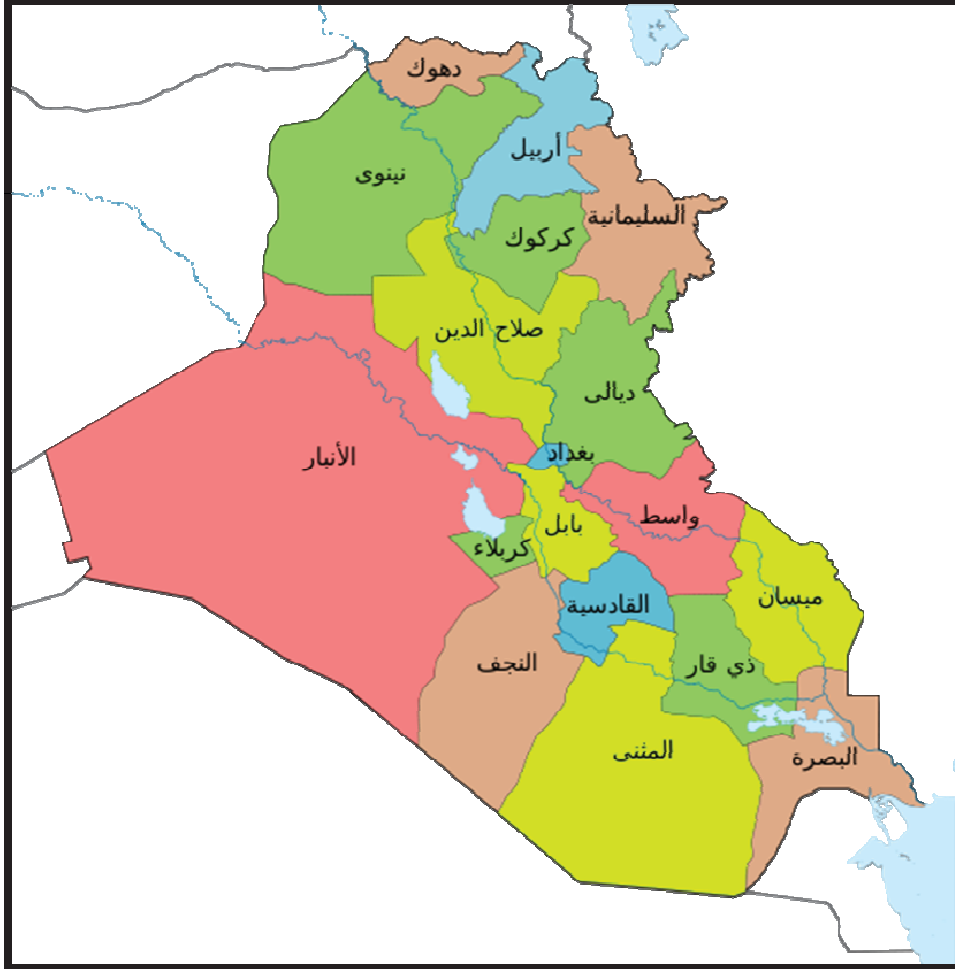 دهوك
أربيل
نينوى
السليمانية
كركوك
صلاح الدين
ديالى
بغداد
الأنبار
واسط
بابل
كربلاء
ميسان
القادسية
النجف
ذي قار
المثنى
البصرة